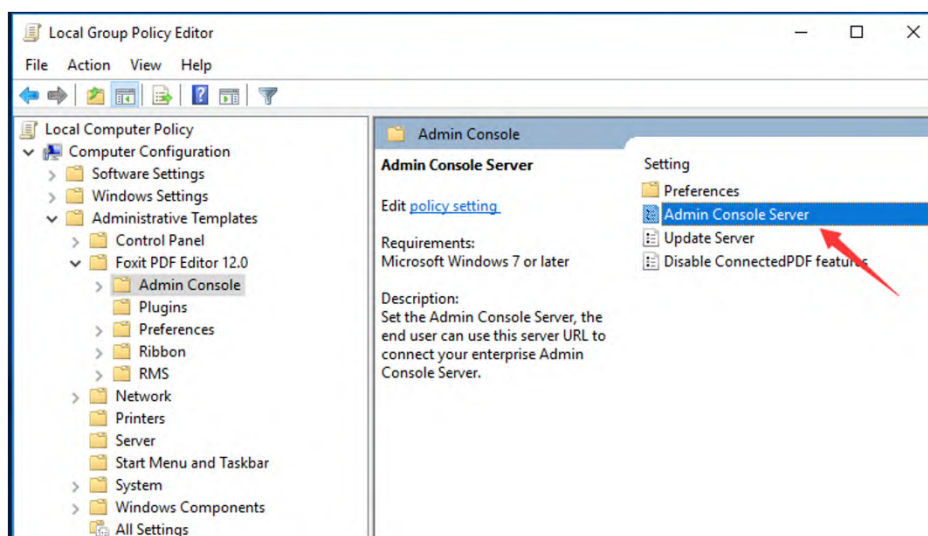 Local Group Policy Editor
File Action View Help
Local Computer Policy
Computer Configuration
Software Settings
Windows Settings
Administrative Templates
Control Panel
Foxit PDF Editor 12.0
Admin Console
Plugins
Preferences
Ribbon
RMS
Network
Printers
Server
Start Menu and Taskbar
System
Windows Components
All Settings
Admin Console
Admin Console Server
Edit policy setting
Requirements:
Microsoft Windows 7 or later
Description:
Set the Admin Console Server, the
end user can use this server URL to
connect your enterprise Admin
Console Server.
Setting
Preferences
Admin Console Server
Update Server
Disable ConnectedPDF features